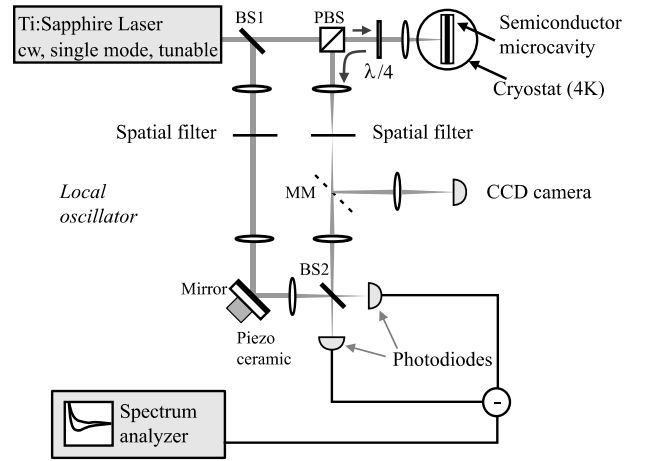 Ti:Sapphire Laser
cw, single mode, tunable
BS1
PBS
λ/4
Semiconductor
microcavity
Cryostat (4K)
Spatial filter
Spatial filter
Local
oscillator
MM
CCD camera
BS2
Mirror
Piezo
ceramic
Photodiodes
-
Spectrum
analyzer